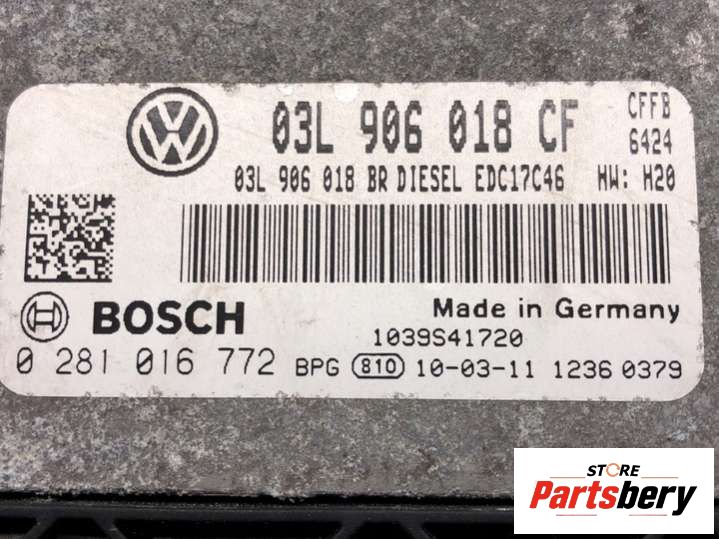 03L 906 018 CF CFFB
6424
03L 906 018 BR DIESEL EDC17C46 HW: H20
BOSCH Made in Germany
1039S41720
0 281 016 772 BPG 810 10-03-11 1236 0379
STORE
Partsbery